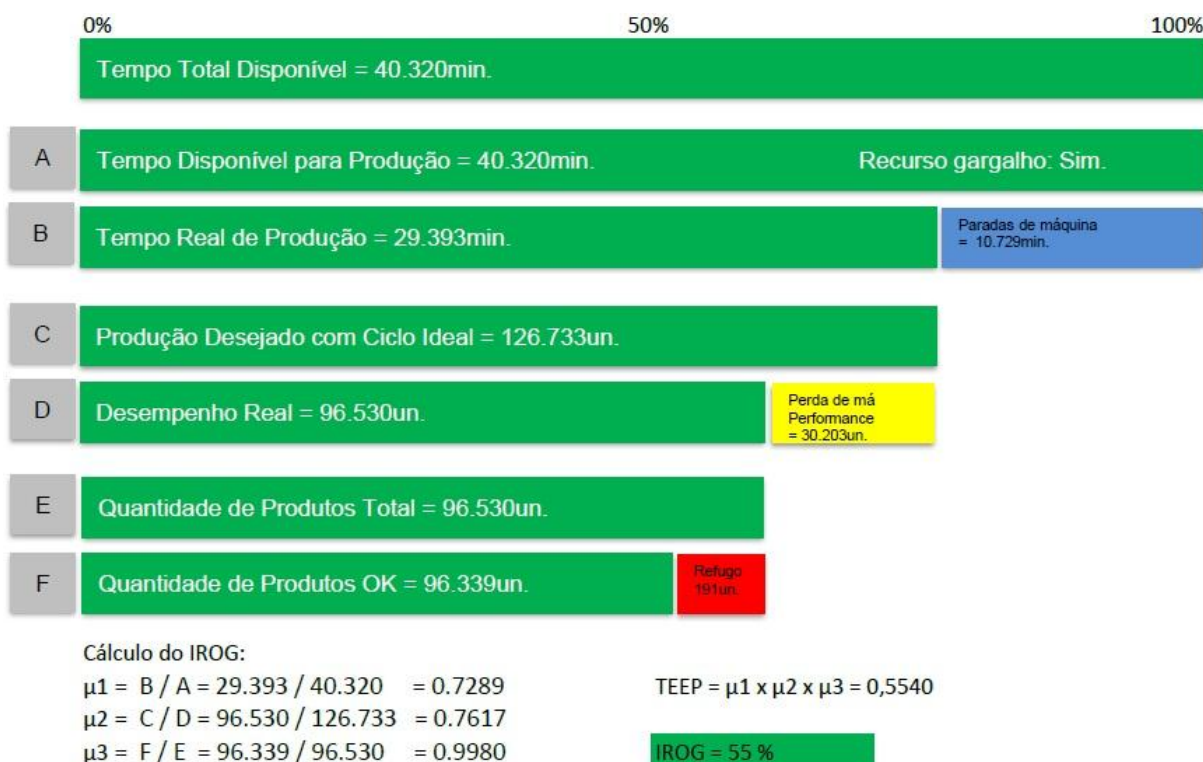 0% 50% 100%
Tempo Total Disponível = 40.320min.
A Tempo Disponível para Produção = 40.320min. Recurso gargalho: Sim.
B Tempo Real de Produção = 29.393min.
Paradas de máquina
= 10.729min.
C Produção Desejado com Ciclo Ideal = 126.733un.
D Desempenho Real = 96.530un.
Perda de má
Performance
= 30.203un.
E Quantidade de Produtos Total = 96.530un.
F Quantidade de Produtos OK = 96.339un.
Refugo
191un.
Cálculo do IROG:
µ1 = B / A = 29.393 / 40.320 = 0.7289 TEEP = µ1 x µ2 x µ3 = 0,5540
µ2 = C / D = 96.530 / 126.733 = 0.7617
µ3 = F / E = 96.339 / 96.530 = 0.9980 IROG = 55 %